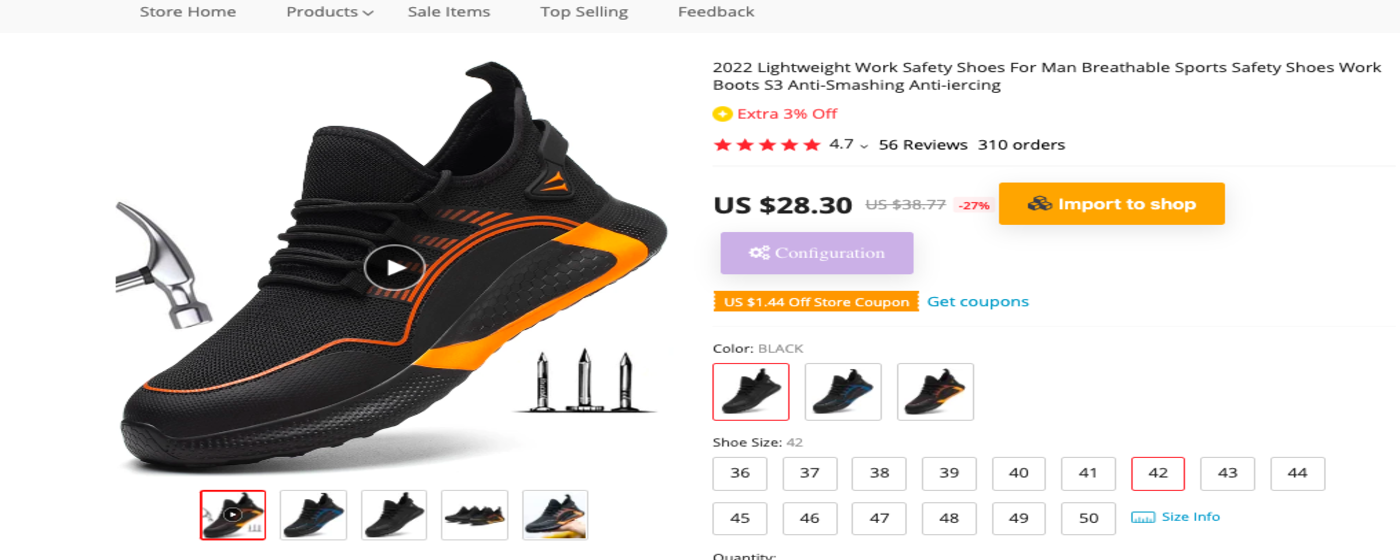 Store Home Products Sale Items Top Selling Feedback
2022 Lightweight Work Safety Shoes For Man Breathable Sports Safety Shoes Work
Boots S3 Anti-Smashing Anti-iercing
Extra 3% Off
4.7 56 Reviews 310 orders
US $28.30 US $38.77 -27% Import to shop
Configuration
US $1.44 Off Store Coupon Get coupons
Color: BLACK
Shoe Size: 42
36 37 38 39 40 41 42 43 44
45 46 47 48 49 50 Size Info
Quantity: